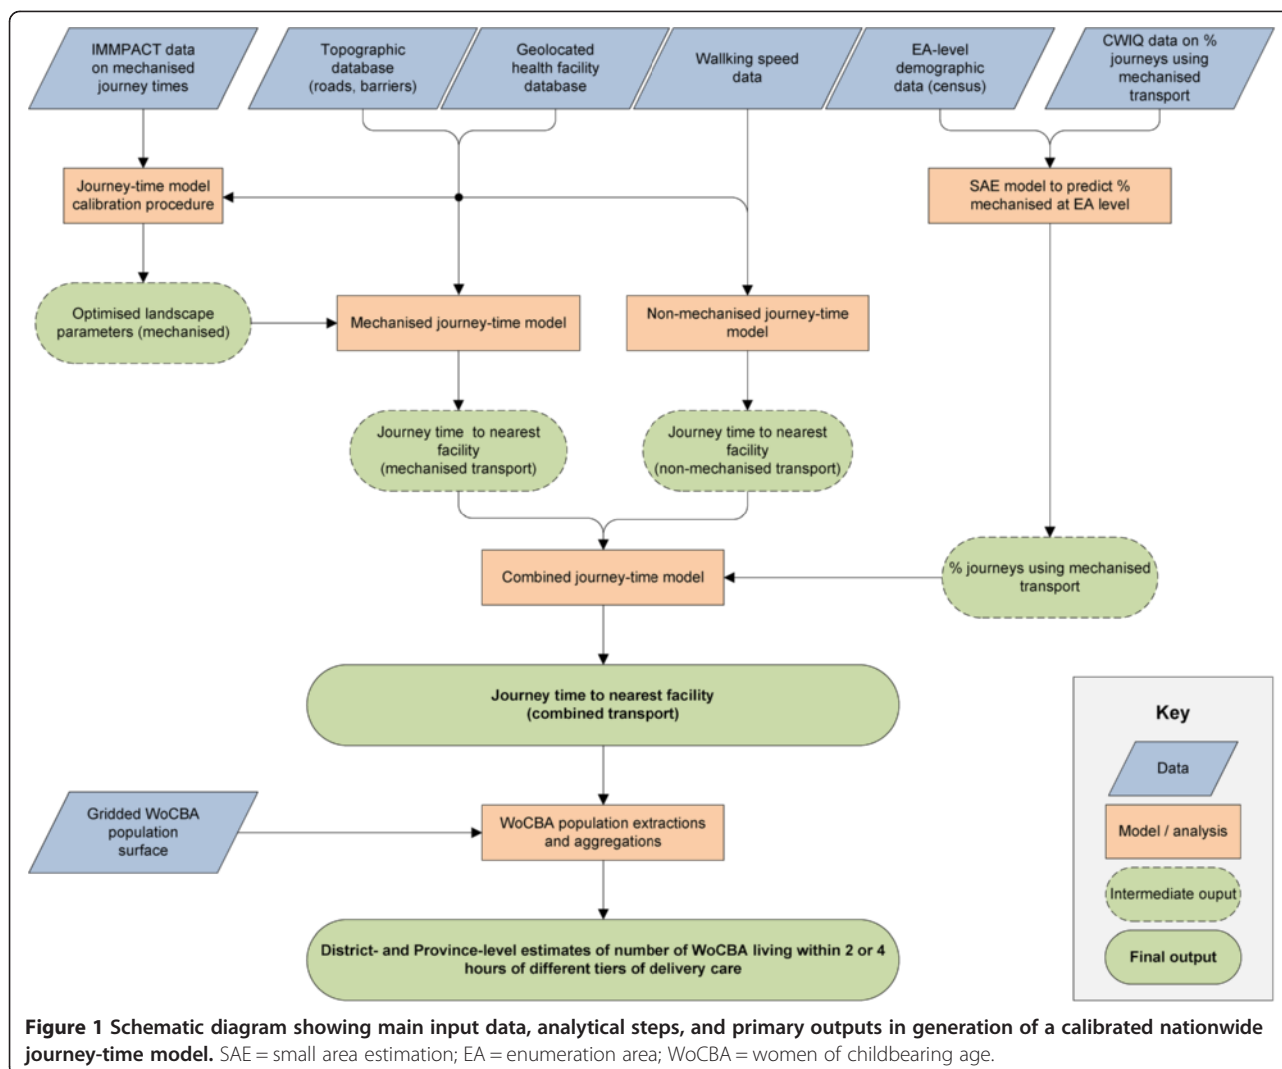 IMMPACT data
on mechanised
journey times
Topographic
database
(roads, barriers)
Geolocated
health facility
database
Wallking speed
data
EA-level
demographic
data (census)
CWIQ data on %
journeys using
mechanised
transport
Journey-time model
calibration procedure
SAE model to predict %
mechanised at EA level
Optimised landscape
parameters (mechanised)
Mechanised journey-time model
Non-mechanised journey-time
model
Journey time to nearest
facility
(mechanised transport)
Journey time to nearest
facility
(non-mechanised transport)
Combined journey-time model
% journeys using mechanised
transport
Journey time to nearest facility
(combined transport)
Gridded WoCBA
population
surface
WoCBA population extractions
and aggregations
District- and Province-level estimates of number of WoCBA living within 2 or 4
hours of different tiers of delivery care
Key
Data
Model / analysis
Intermediate ouput
Final output
Figure 1 Schematic diagram showing main input data, analytical steps, and primary outputs in generation of a calibrated nationwide
journey-time model. SAE = small area estimation; EA = enumeration area; WoCBA = women of childbearing age.